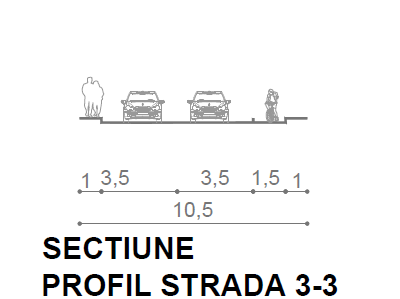 1 3,5 3,5 1,5 1
10,5
SECTIUNE
PROFIL STRADA 3-3